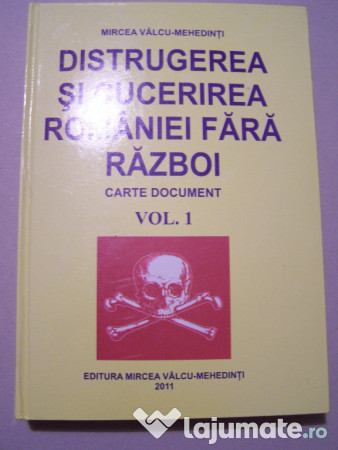 MIRCEA VÂLCU-MEHEDINȚI
DISTRUGEREA
ȘI CUCERIREA
ROMÂNIEI FĂRĂ
RĂZBOI
CARTE DOCUMENT
VOL. 1
EDITURA MIRCEA VÂLCU-MEHEDINȚI
2011
lajumate.ro